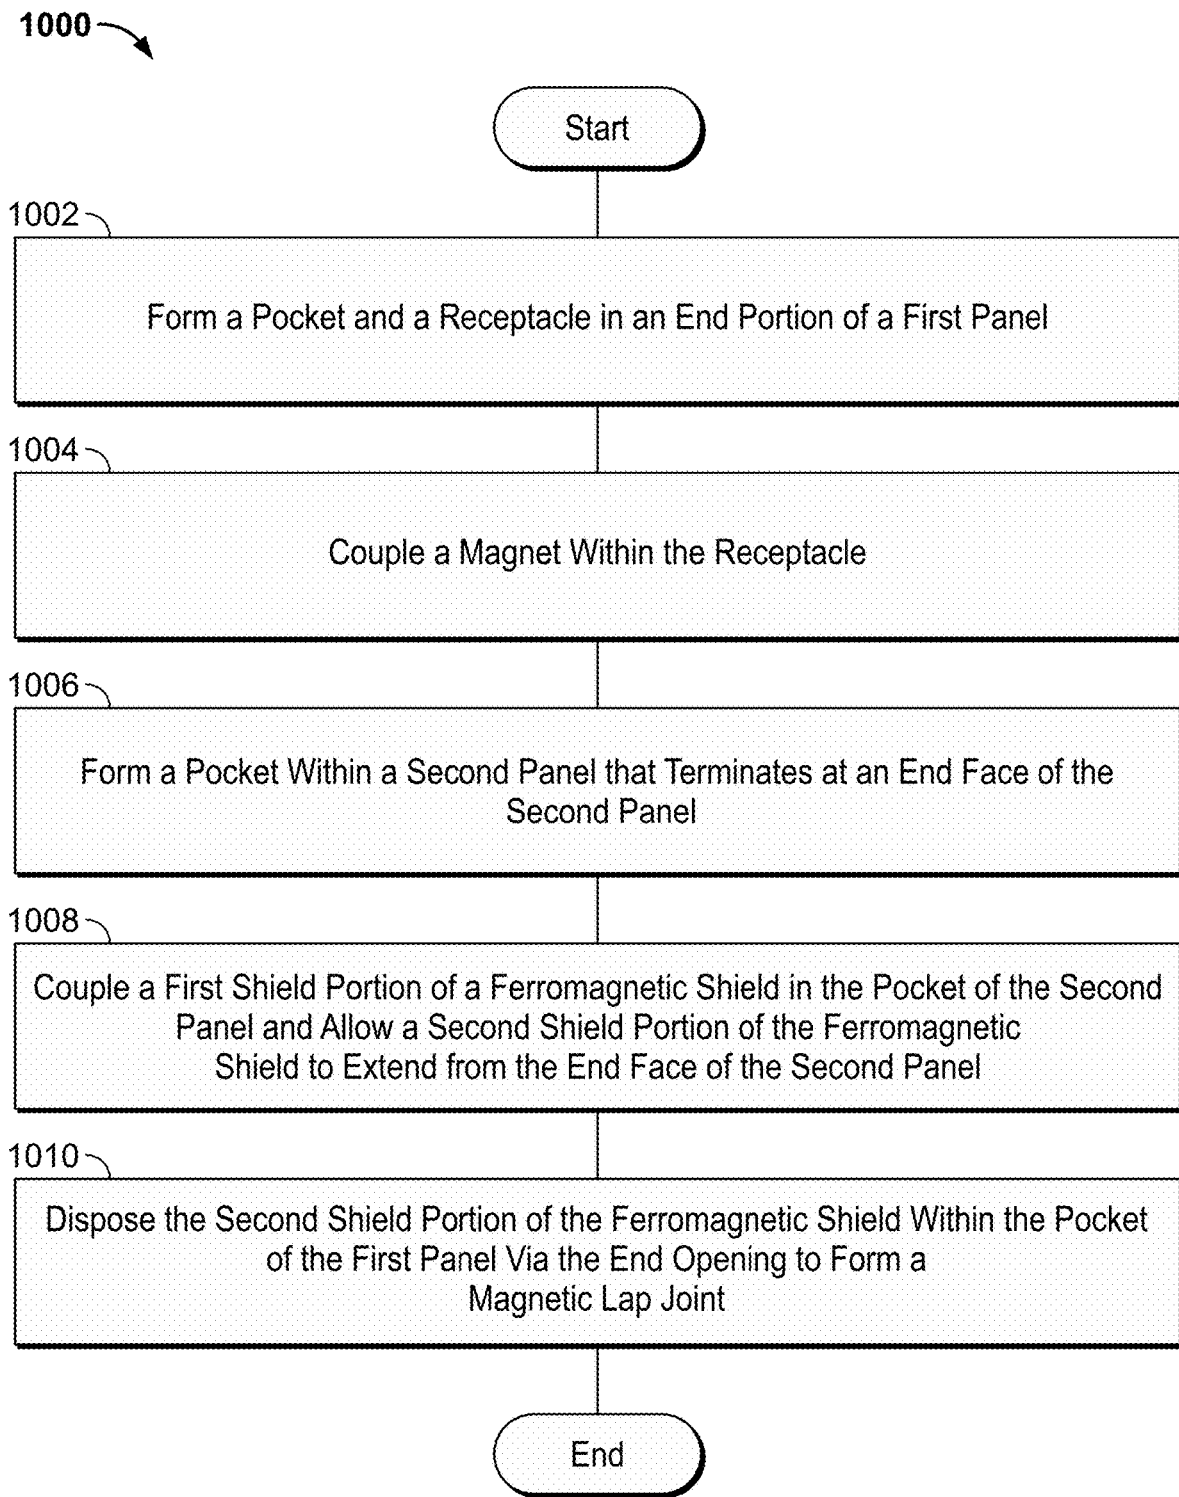 1000
Start
1002
Form a Pocket and a Receptacle in an End Portion of a First Panel
1004
Couple a Magnet Within the Receptacle
1006
Form a Pocket Within a Second Panel that Terminates at an End Face of the
Second Panel
1008
Couple a First Shield Portion of a Ferromagnetic Shield in the Pocket of the Second
Panel and Allow a Second Shield Portion of the Ferromagnetic
Shield to Extend from the End Face of the Second Panel
1010
Dispose the Second Shield Portion of the Ferromagnetic Shield Within the Pocket
of the First Panel Via the End Opening to Form a
Magnetic Lap Joint
End